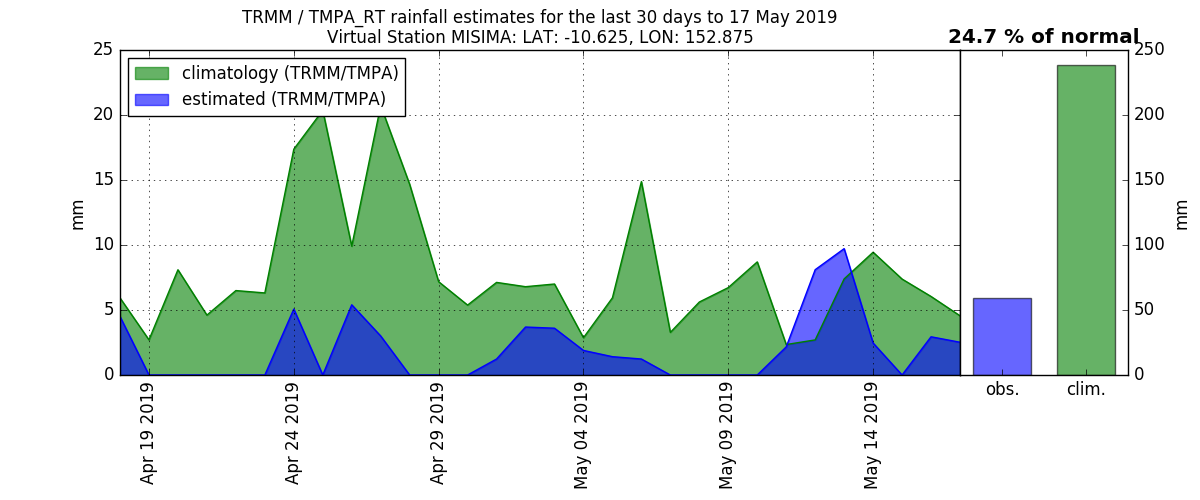 TRMM / TMPA_RT rainfall estimates for the last 30 days to 17 May 2019
Virtual Station MISIMA: LAT: -10.625, LON: 152.875
24.7 % of normal
climatology (TRMM/TMPA)
estimated (TRMM/TMPA)
25
20
15
10
5
0
mm
250
200
150
100
50
0
mm
Apr 19 2019
Apr 24 2019
Apr 29 2019
May 04 2019
May 09 2019
May 14 2019
obs.
clim.